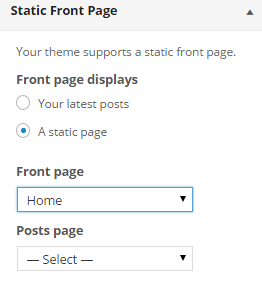 Static Front Page
Your theme supports a static front page.
Front page displays
Your latest posts
A static page
Front page
Home
Posts page
— Select —